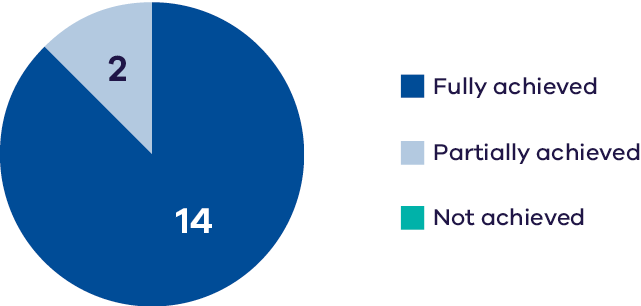 2
14
Fully achieved
Partially achieved
Not achieved